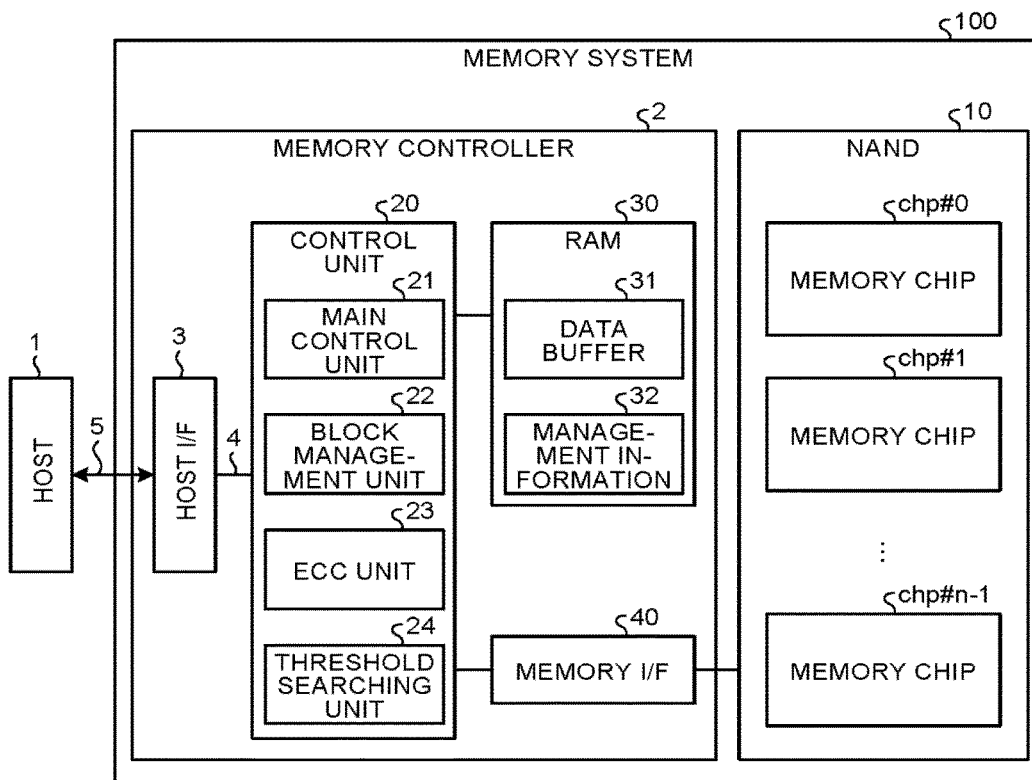 100
MEMORY SYSTEM
2
MEMORY CONTROLLER
10
NAND
20
CONTROL
UNIT
21
MAIN
CONTROL
UNIT
22
BLOCK
MANAGE-
MENT UNIT
23
ECC UNIT
24
THRESHOLD
SEARCHING
UNIT
30
RAM
31
DATA
BUFFER
32
MANAGE-
MENT IN-
FORMATION
40
MEMORY I/F
chp#0
MEMORY CHIP
chp#1
MEMORY CHIP
⋮
chp#n-1
MEMORY CHIP
1
HOST
5
3
HOST I/F
4